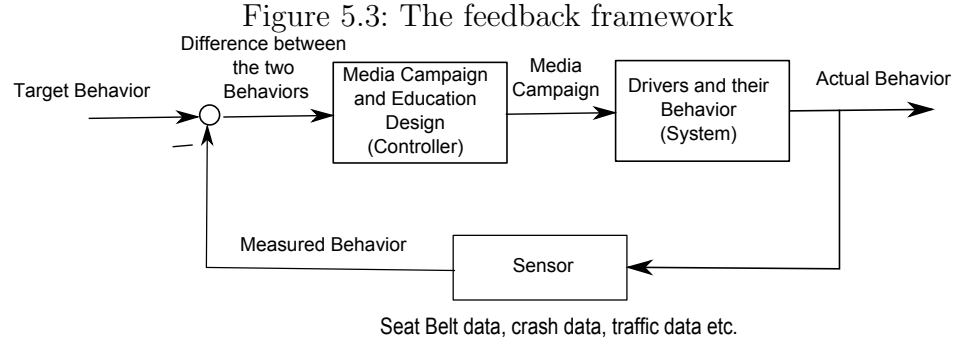 Figure 5.3: The feedback framework
Difference between
the two
Behaviors
Target Behavior
Media Campaign
and Education
Design
(Controller)
Media
Campaign
Drivers and their
Behavior
(System)
Actual Behavior
Measured Behavior
Sensor
Seat Belt data, crash data, traffic data etc.